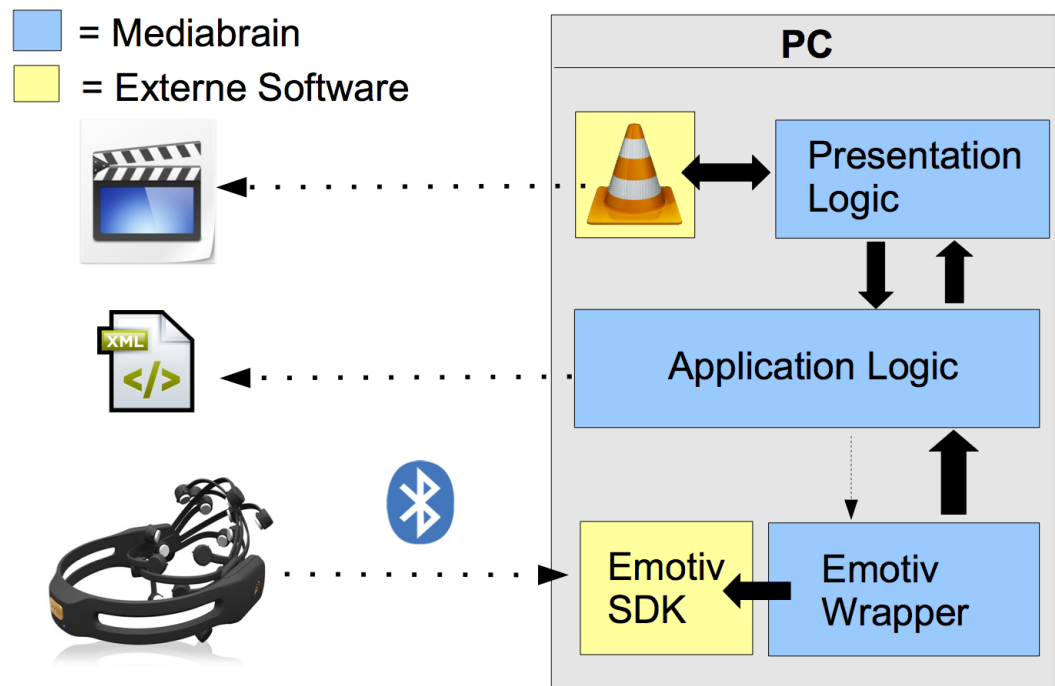 = Mediabrain
= Externe Software
PC
Presentation
Logic
XML
</>
Application Logic
Emotiv
SDK
Emotiv
Wrapper